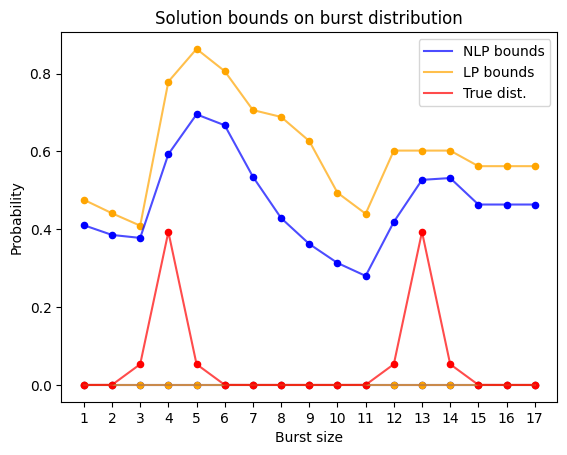 Solution bounds on burst distribution
NLP bounds
LP bounds
True dist.
Probability
0.8
0.6
0.4
0.2
0.0
1 2 3 4 5 6 7 8 9 10 11 12 13 14 15 16 17
Burst size